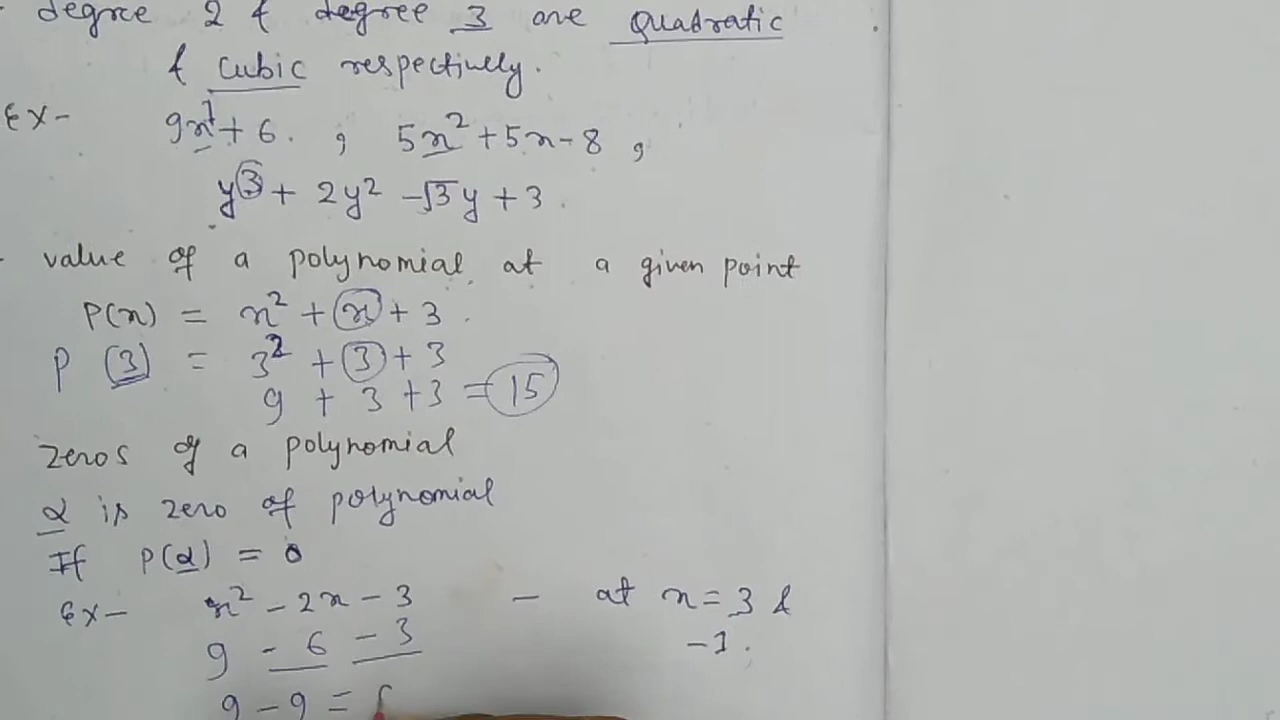 degree 2 & degree 3 are Quadratic
& cubic respectively.
Ex- 9x¹ + 6 . , 5x² + 5x - 8 ,
y³ + 2y² - √3y + 3 .
value of a polynomial at a given point
P(x) = x² + x + 3 .
P (3) = 3² + 3 + 3
9 + 3 + 3 = 15
zeros of a polynomial
α is zero of polynomial
If P(α) = 0
Ex- x² - 2x - 3 - at x = 3 &
-1 .
9 - 6 - 3
9 - 9 =